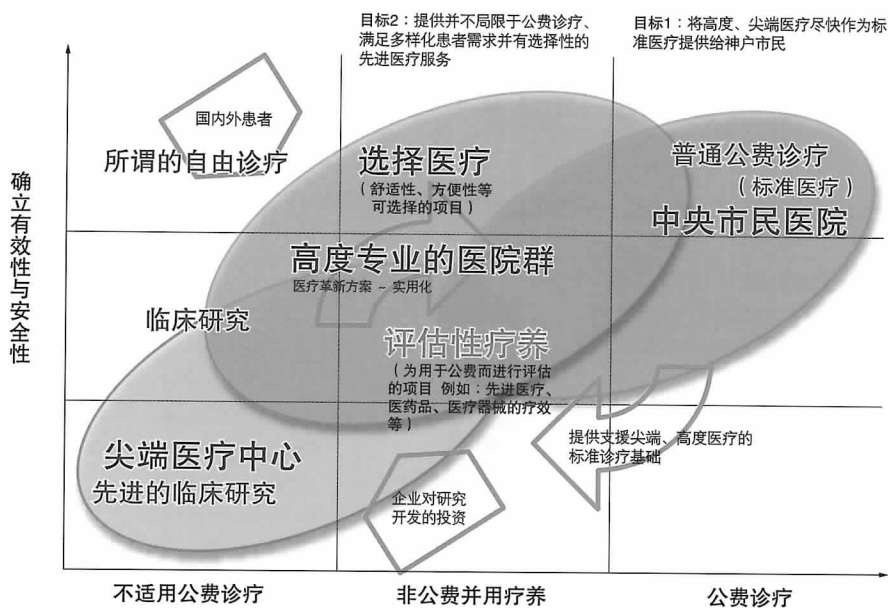 目标2：提供并不局限于公费诊疗、
满足多样化患者需求并有选择性的
先进医疗服务
目标1：将高度、尖端医疗尽快作为标
准医疗提供给神户市民
国内外患者
所谓的自由诊疗
选择医疗
（舒适性、方便性等
可选择的项目）
普通公费诊疗
（标准医疗）
中央市民医院
确立有效性与安全性
高度专业的医院群
医疗革新方案 ~ 实用化
临床研究
评估性疗养
（为用于公费而进行评估
的项目 例如：先进医疗、
医药品、医疗器械的疗效
等）
尖端医疗中心
先进的临床研究
提供支援尖端、高度医疗的
标准诊疗基础
企业对研究
开发的投资
不适用公费诊疗
非公费并用疗养
公费诊疗